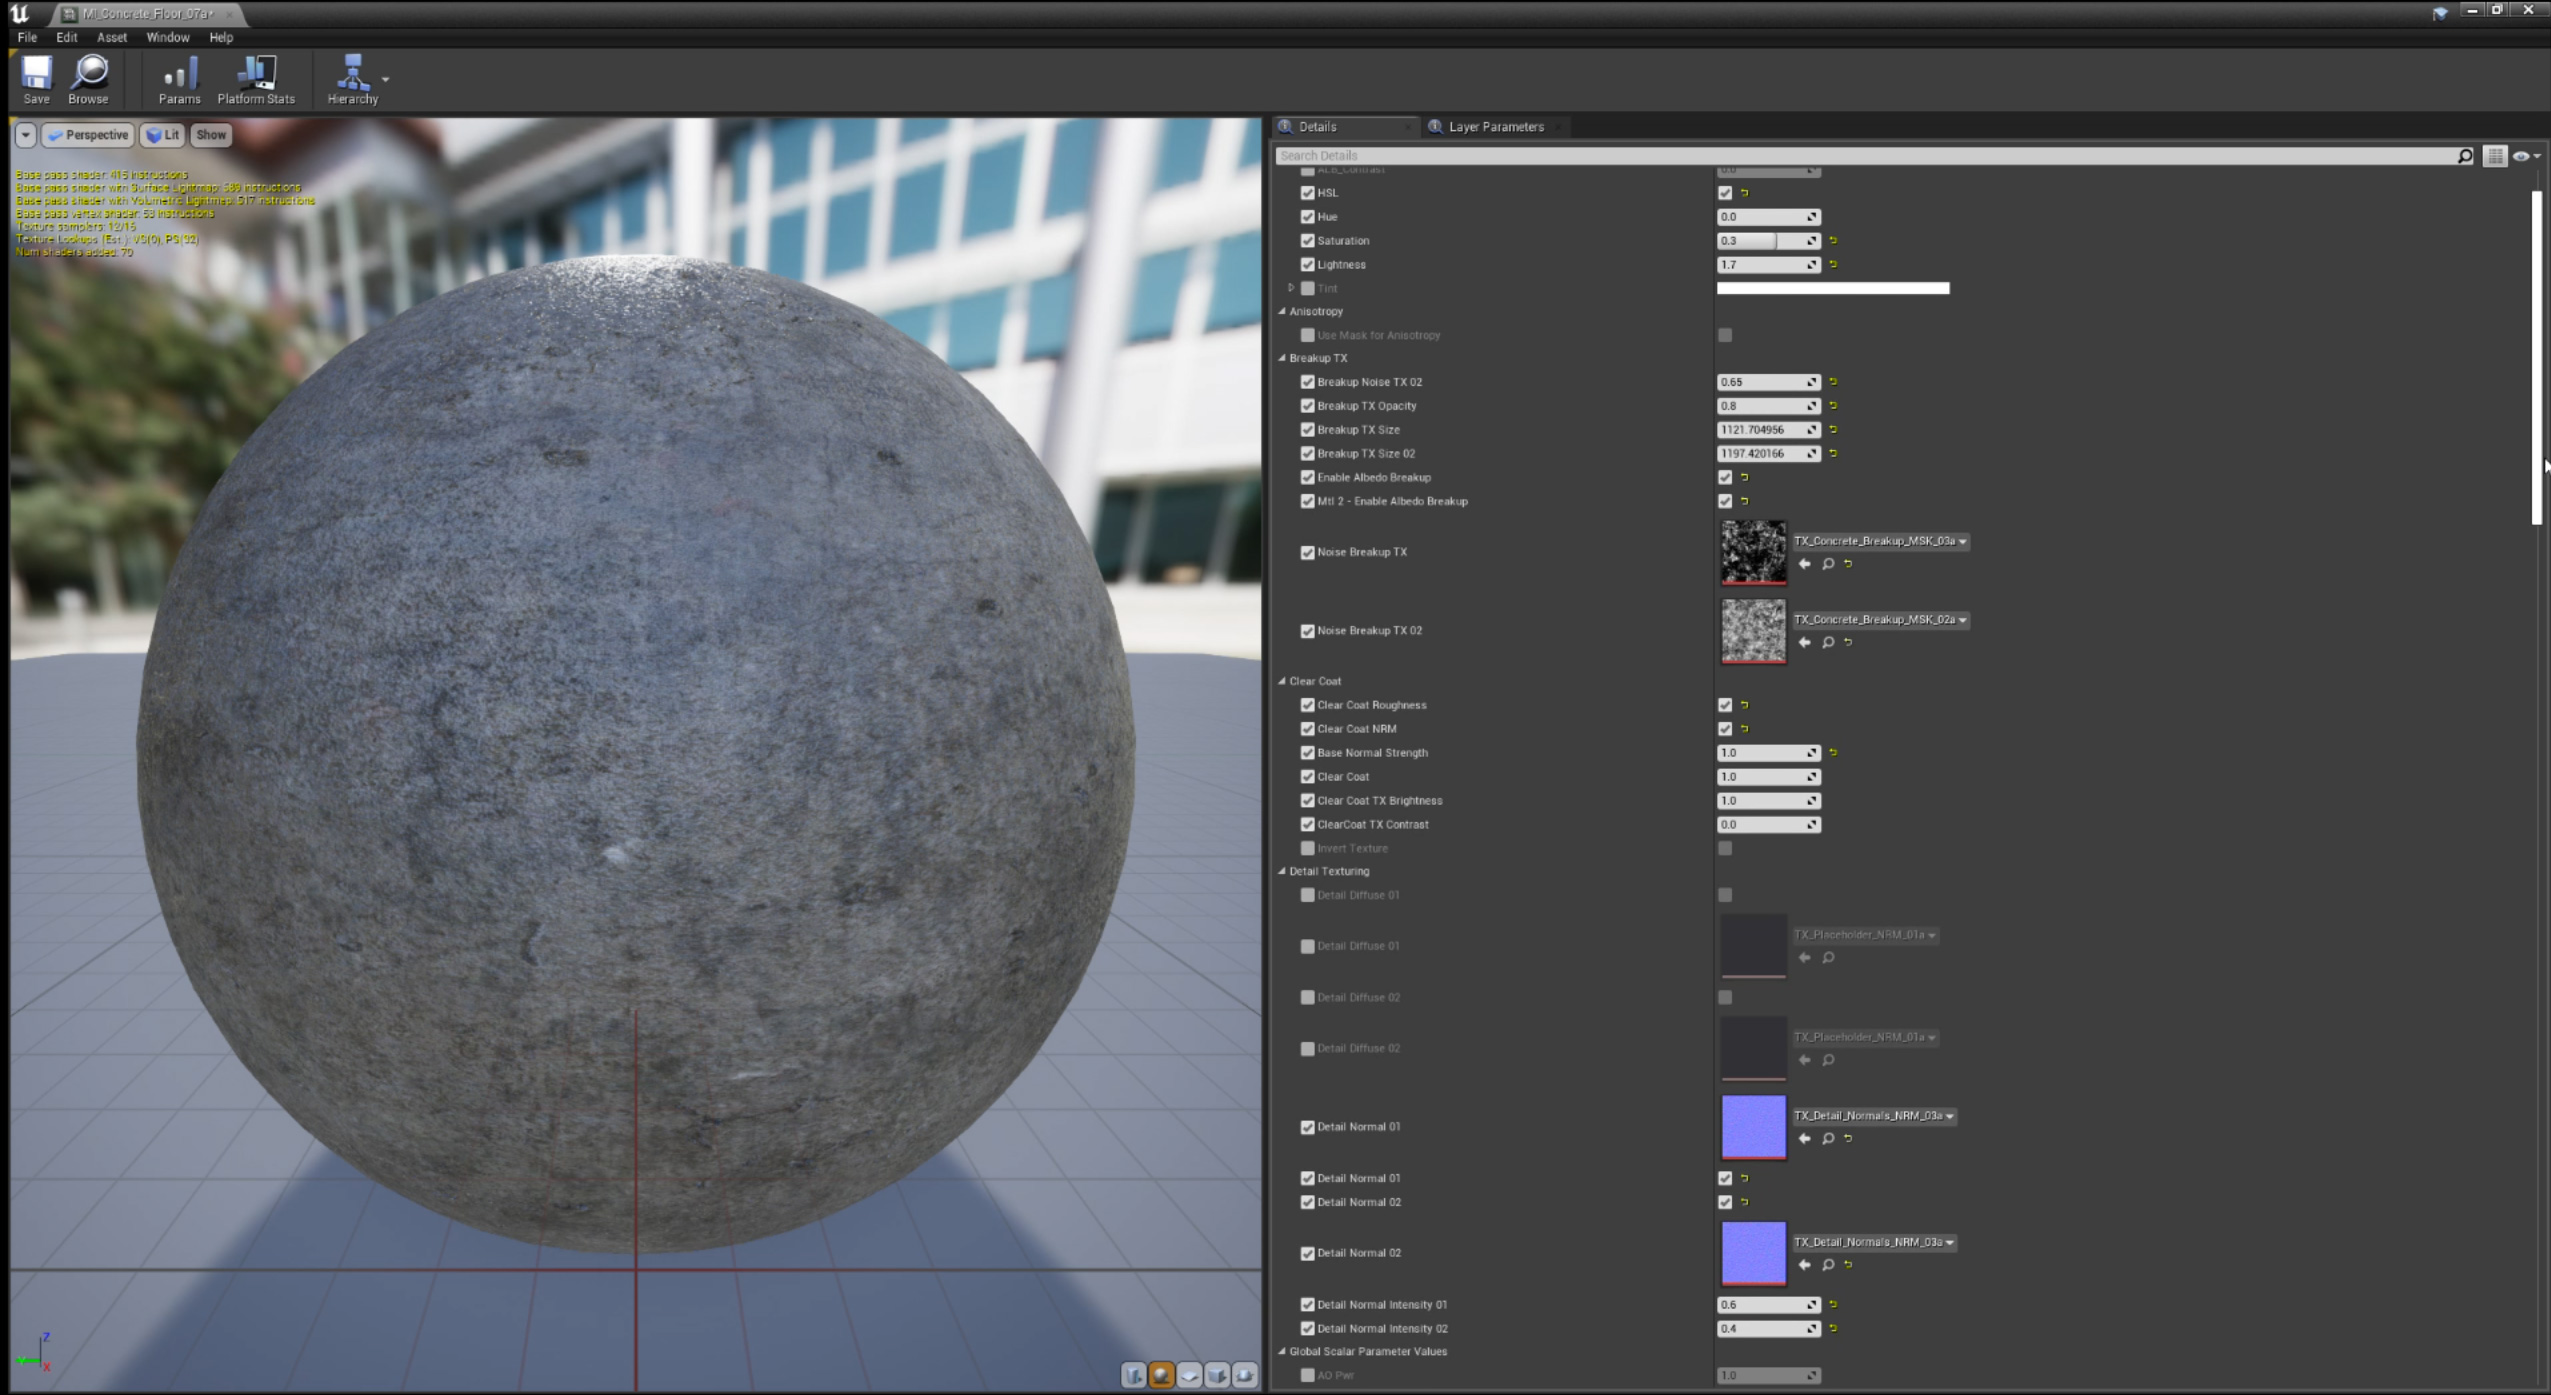 MI_Concrete_Floor_07a*
File Edit Asset Window Help
Save Browse Params Platform Stats Hierarchy
Perspective Lit Show
Base pass shader: 415 instructions
Base pass shader with Surface Lightmap: 589 instructions
Base pass shader with Volumetric Lightmap: 517 instructions
Base pass vertex shader: 53 instructions
Texture samplers: 12/16
Texture Lookups (Est.): VS(0), PS(32)
Num shaders added: 70
Z
Y
X
Details Layer Parameters
Search Details
ALB_Contrast 0.0
HSL
Hue 0.0
Saturation 0.3
Lightness 1.7
Tint
Anisotropy
Use Mask for Anisotropy
Breakup TX
Breakup Noise TX 02 0.65
Breakup TX Opacity 0.8
Breakup TX Size 1121.704956
Breakup TX Size 02 1197.420166
Enable Albedo Breakup
Mtl 2 - Enable Albedo Breakup
Noise Breakup TX TX_Concrete_Breakup_MSK_03a
Noise Breakup TX 02 TX_Concrete_Breakup_MSK_02a
Clear Coat
Clear Coat Roughness
Clear Coat NRM
Base Normal Strength 1.0
Clear Coat 1.0
Clear Coat TX Brightness 1.0
ClearCoat TX Contrast 0.0
Invert Texture
Detail Texturing
Detail Diffuse 01
Detail Diffuse 01 TX_Placeholder_NRM_01a
Detail Diffuse 02
Detail Diffuse 02 TX_Placeholder_NRM_01a
Detail Normal 01 TX_Detail_Normals_NRM_03a
Detail Normal 01
Detail Normal 02
Detail Normal 02 TX_Detail_Normals_NRM_03a
Detail Normal Intensity 01 0.6
Detail Normal Intensity 02 0.4
Global Scalar Parameter Values
AO Pwr 1.0